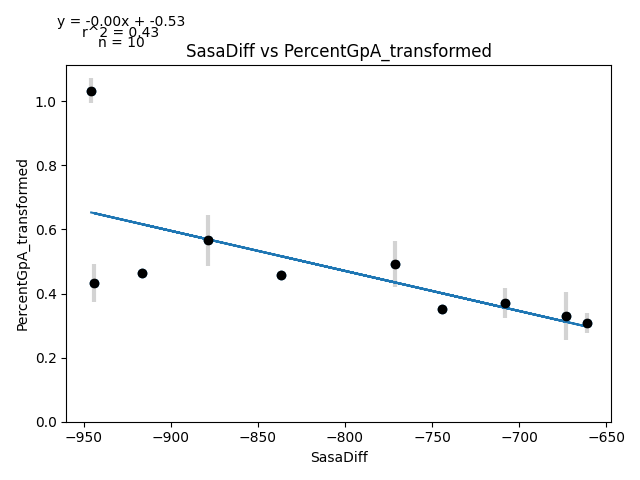 y = -0.00x + -0.53
r^2 = 0.43
n = 10
SasaDiff vs PercentGpA_transformed
PercentGpA_transformed
1.0
0.8
0.6
0.4
0.2
0.0
−950
−900
−850
−800
−750
−700
−650
SasaDiff